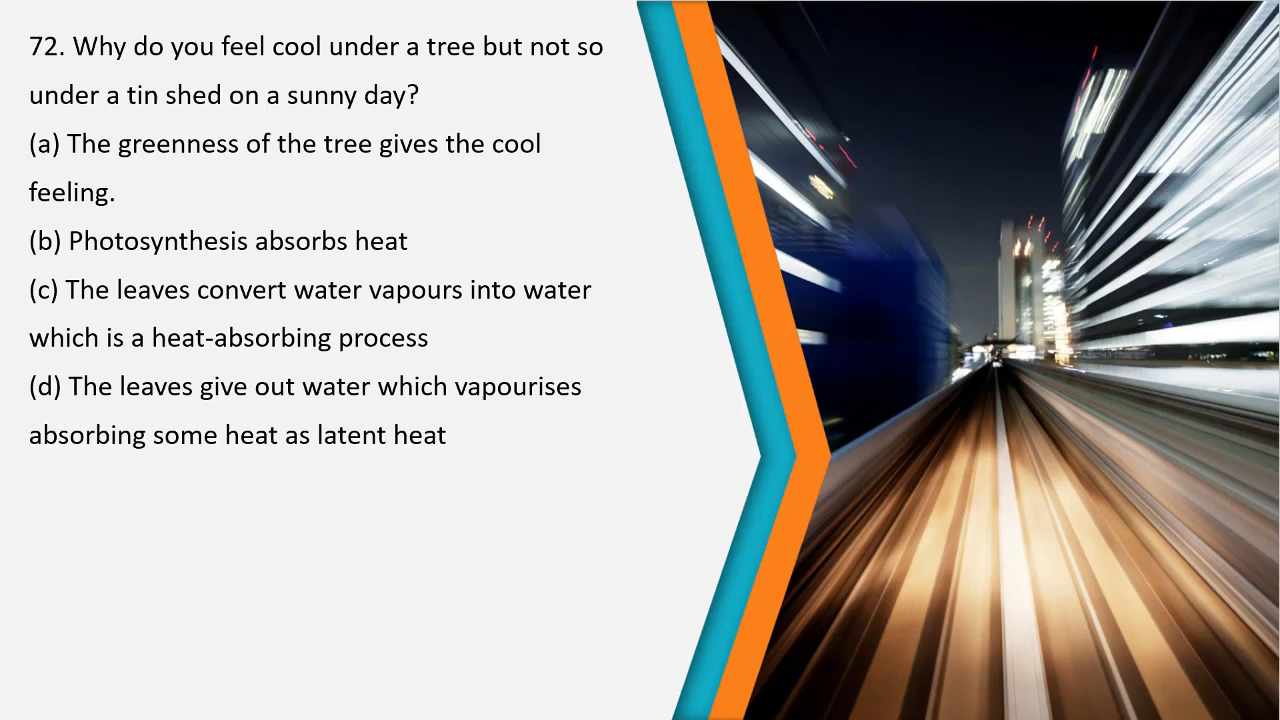 72. Why do you feel cool under a tree but not so
under a tin shed on a sunny day?
(a) The greenness of the tree gives the cool
feeling.
(b) Photosynthesis absorbs heat
(c) The leaves convert water vapours into water
which is a heat-absorbing process
(d) The leaves give out water which vapourises
absorbing some heat as latent heat